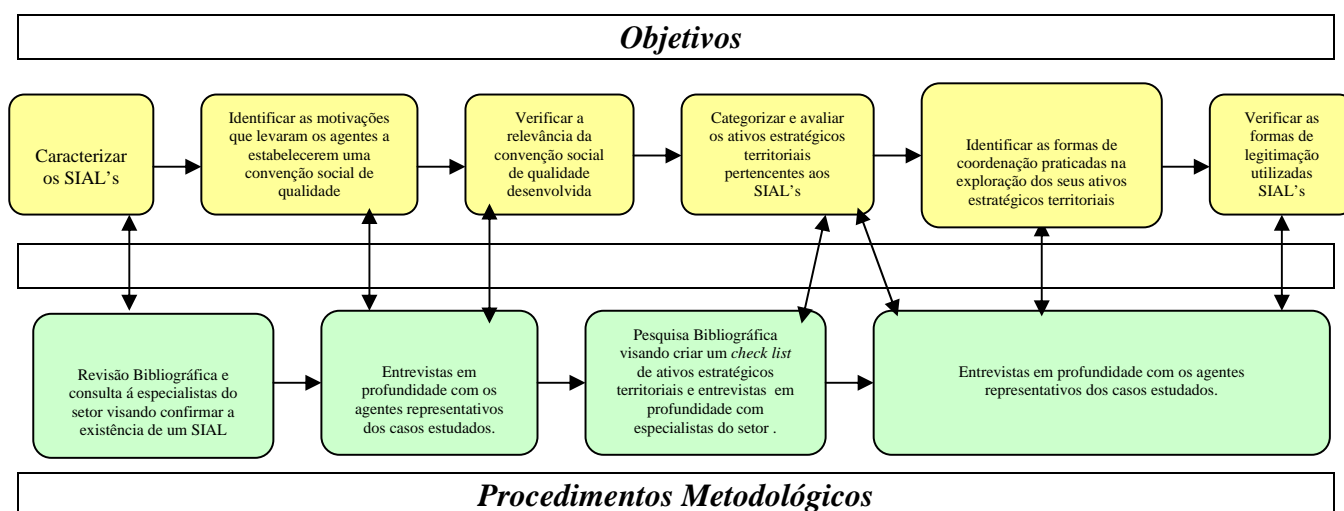 Objetivos
Caracterizar
os SIAL's
Identificar as motivações
que levaram os agentes a
estabelecerem uma
convenção social de
qualidade
Verificar a
relevância da
convenção social
de qualidade
desenvolvida
Categorizar e avaliar
os ativos estratégicos
territoriais
pertencentes aos
SIAL's
Identificar as formas de
coordenação praticadas na
exploração dos seus ativos
estratégicos territoriais
Verificar as
formas de
legitimação
utilizadas
SIAL's
Revisão Bibliográfica e
consulta á especialistas do
setor visando confirmar a
existência de um SIAL
Entrevistas em
profundidade com os
agentes representativos
dos casos estudados.
Pesquisa Bibliográfica
visando criar um check list
de ativos estratégicos
territoriais e entrevistas em
profundidade com
especialistas do setor .
Entrevistas em profundidade com os agentes
representativos dos casos estudados.
Procedimentos Metodológicos